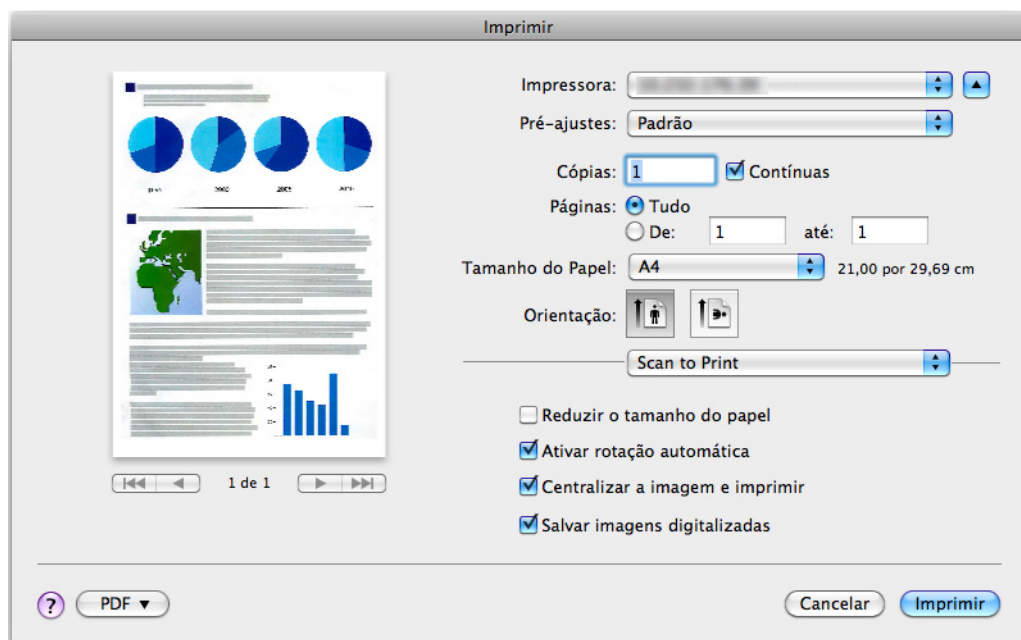 Imprimir
Impressora:
Pré-ajustes: Padrão
Cópias: 1 Contínuas
Páginas: Tudo
De: 1 até: 1
Tamanho do Papel: A4 21,00 por 29,69 cm
Orientação:
Scan to Print
Reduzir o tamanho do papel
Ativar rotação automática
Centralizar a imagem e imprimir
Salvar imagens digitalizadas
2002 2005
1 de 1
? PDF Cancelar Imprimir